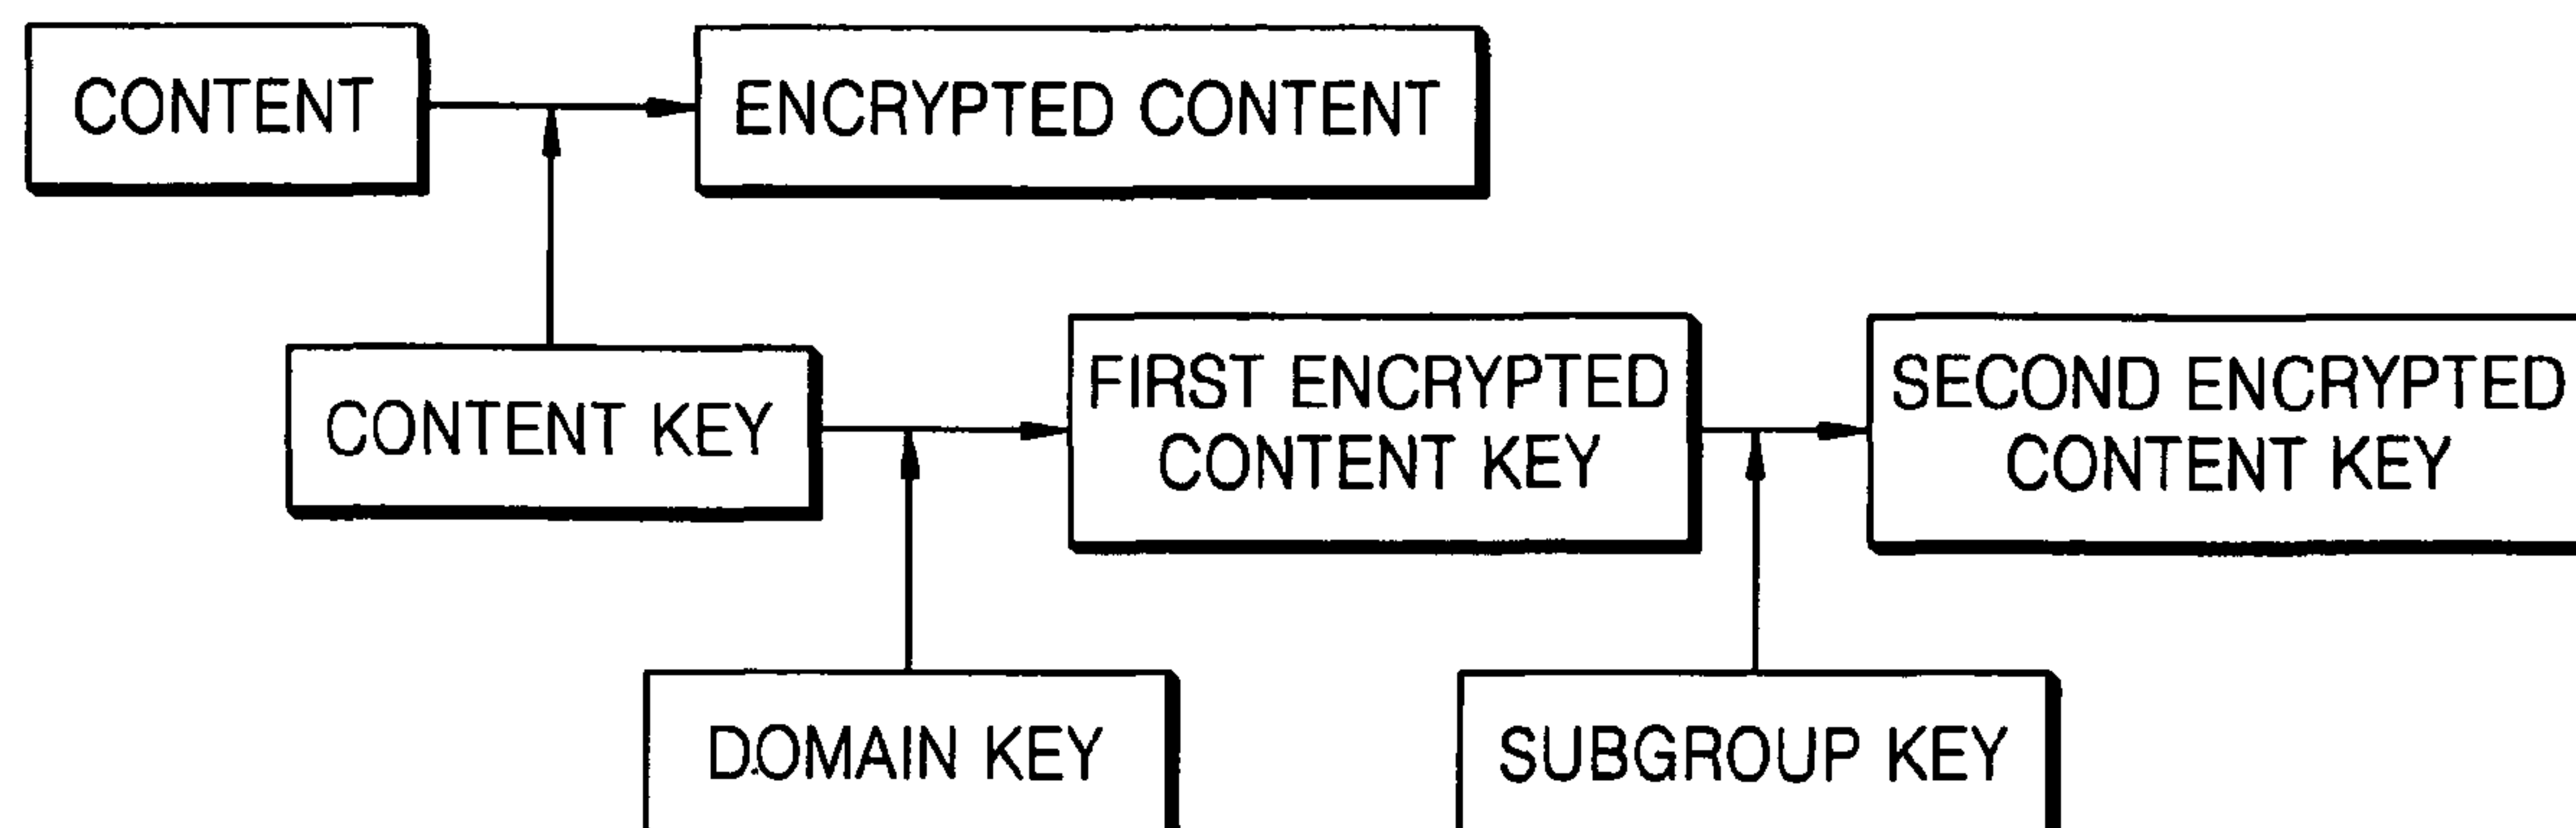 CONTENT
ENCRYPTED CONTENT
CONTENT KEY
FIRST ENCRYPTED
CONTENT KEY
SECOND ENCRYPTED
CONTENT KEY
DOMAIN KEY
SUBGROUP KEY